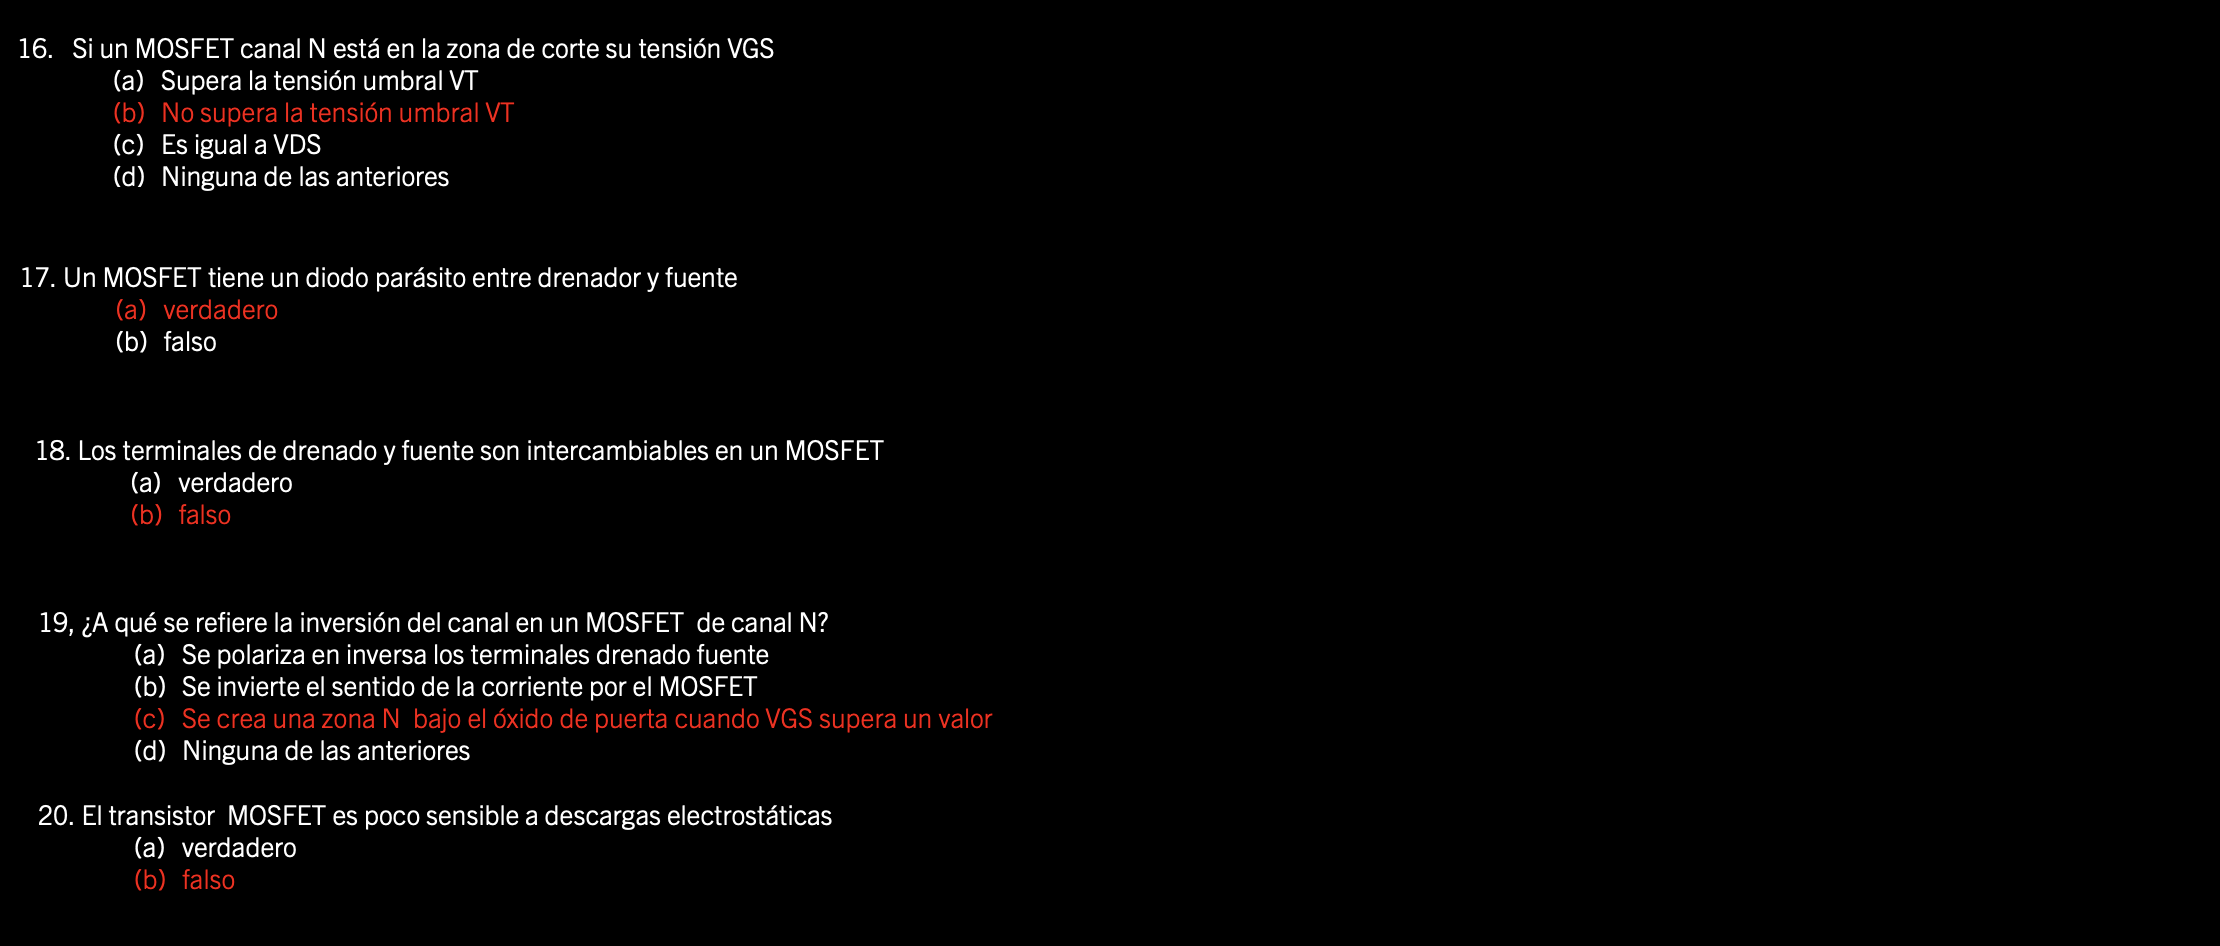 16. Si un MOSFET canal N está en la zona de corte su tensión VGS
(a) Supera la tensión umbral VT
(b) No supera la tensión umbral VT
(c) Es igual a VDS
(d) Ninguna de las anteriores
17. Un MOSFET tiene un diodo parásito entre drenador y fuente
(a) verdadero
(b) falso
18. Los terminales de drenado y fuente son intercambiables en un MOSFET
(a) verdadero
(b) falso
19, ¿A qué se refiere la inversión del canal en un MOSFET de canal N?
(a) Se polariza en inversa los terminales drenado fuente
(b) Se invierte el sentido de la corriente por el MOSFET
(c) Se crea una zona N bajo el óxido de puerta cuando VGS supera un valor
(d) Ninguna de las anteriores
20. El transistor MOSFET es poco sensible a descargas electrostáticas
(a) verdadero
(b) falso